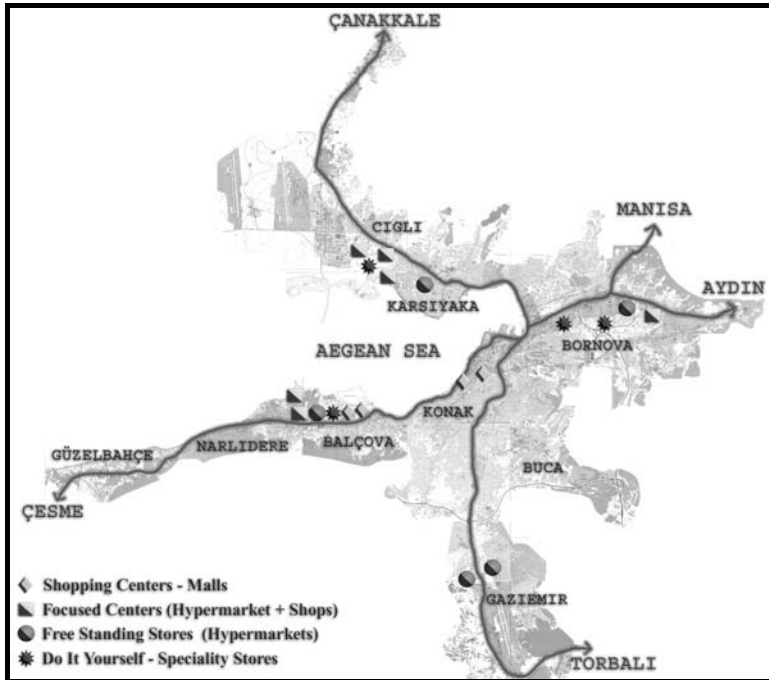 ÇANAKKALE
MANISA
CIGLI
AYDIN
KARSIYAKA
BORNOVA
AEGEAN SEA
KONAK
BALÇOVA
NARLIDERE
GÜZELBAHÇE
BUCA
ÇESME
Shopping Centers - Malls
GAZIEMIR
Focused Centers (Hypermarket + Shops)
Free Standing Stores (Hypermarkets)
Do It Yourself - Speciality Stores
TORBALI